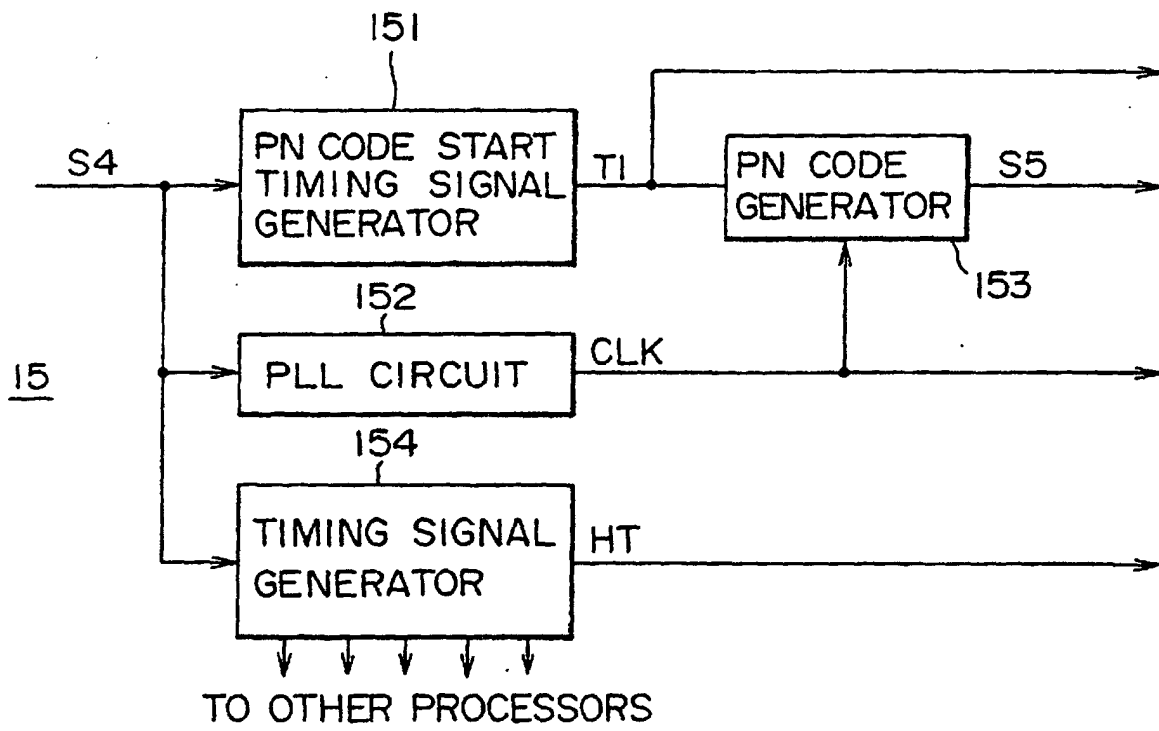 151
S4
PN CODE START
TIMING SIGNAL
GENERATOR
T1
PN CODE
GENERATOR
S5
153
152
PLL CIRCUIT
CLK
15
154
TIMING SIGNAL
GENERATOR
HT
TO OTHER PROCESSORS